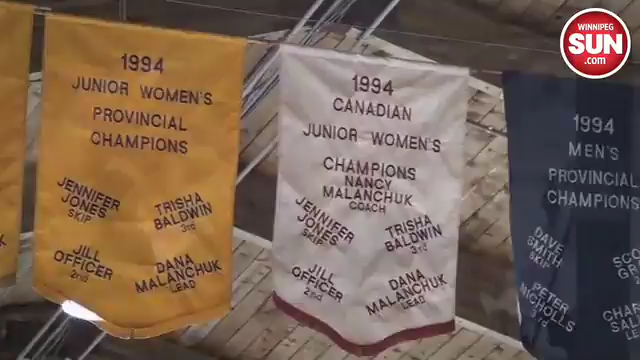 1994
JUNIOR WOMEN'S
PROVINCIAL
CHAMPIONS
JENNIFER
JONES
SKIP
TRISHA
BALDWIN
3rd
JILL
OFFICER
2nd
DANA
MALANCHUK
LEAD
1994
CANADIAN
JUNIOR WOMEN'S
CHAMPIONS
NANCY
MALANCHUK
COACH
JENNIFER
JONES
SKIP
TRISHA
BALDWIN
3rd
JILL
OFFICER
2nd
DANA
MALANCHUK
LEAD
1994
MEN'S
PROVINCIAL
CHAMPIONS
DAVE
SMITH
SKIP
PETER
NICHOLLS
WINNIPEG
SUN
.com